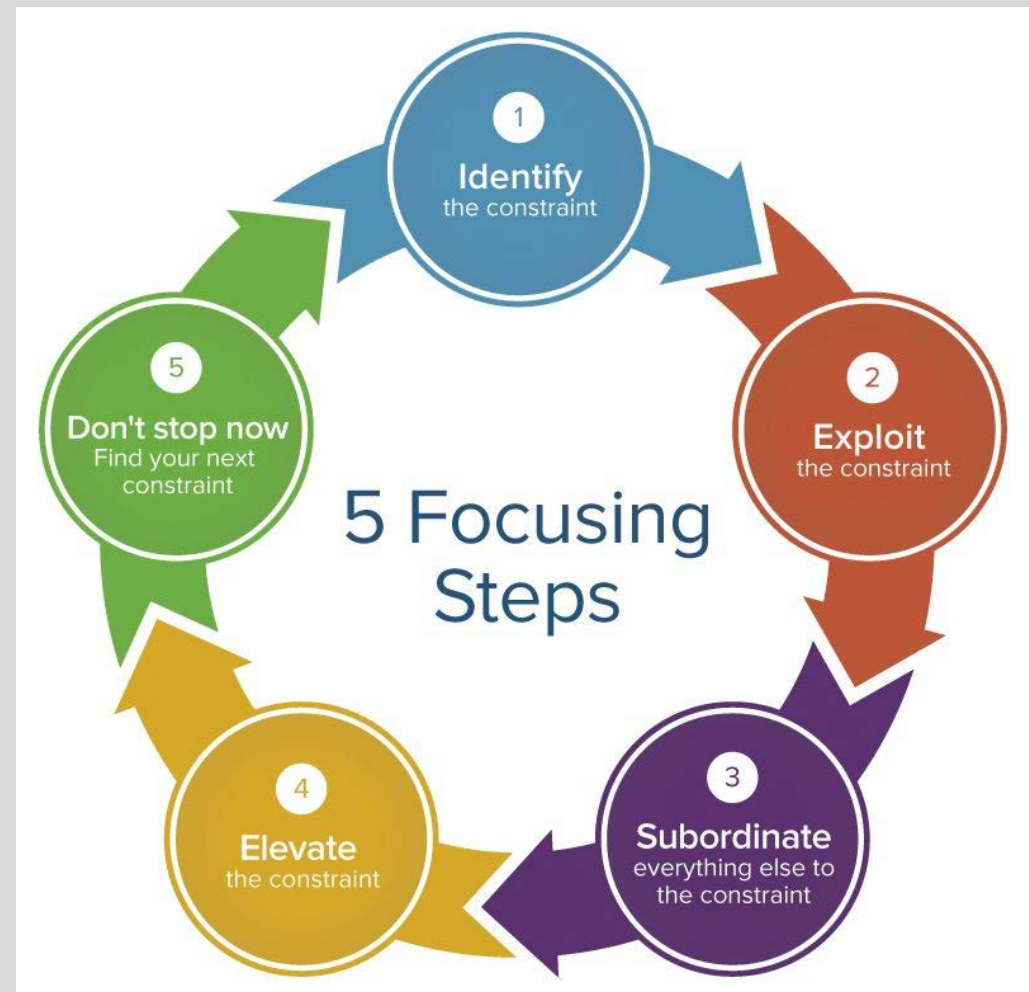 1
Identify
the constraint
2
Exploit
the constraint
3
Subordinate
everything else to
the constraint
4
Elevate
the constraint
5
Don't stop now
Find your next
constraint
5 Focusing
Steps